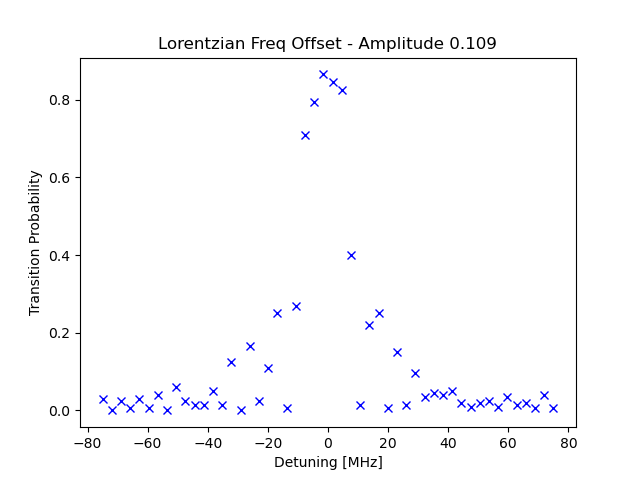 Lorentzian Freq Offset - Amplitude 0.109
Transition Probability
0.8
0.6
0.4
0.2
0.0
−80 −60 −40 −20 0 20 40 60 80
Detuning [MHz]